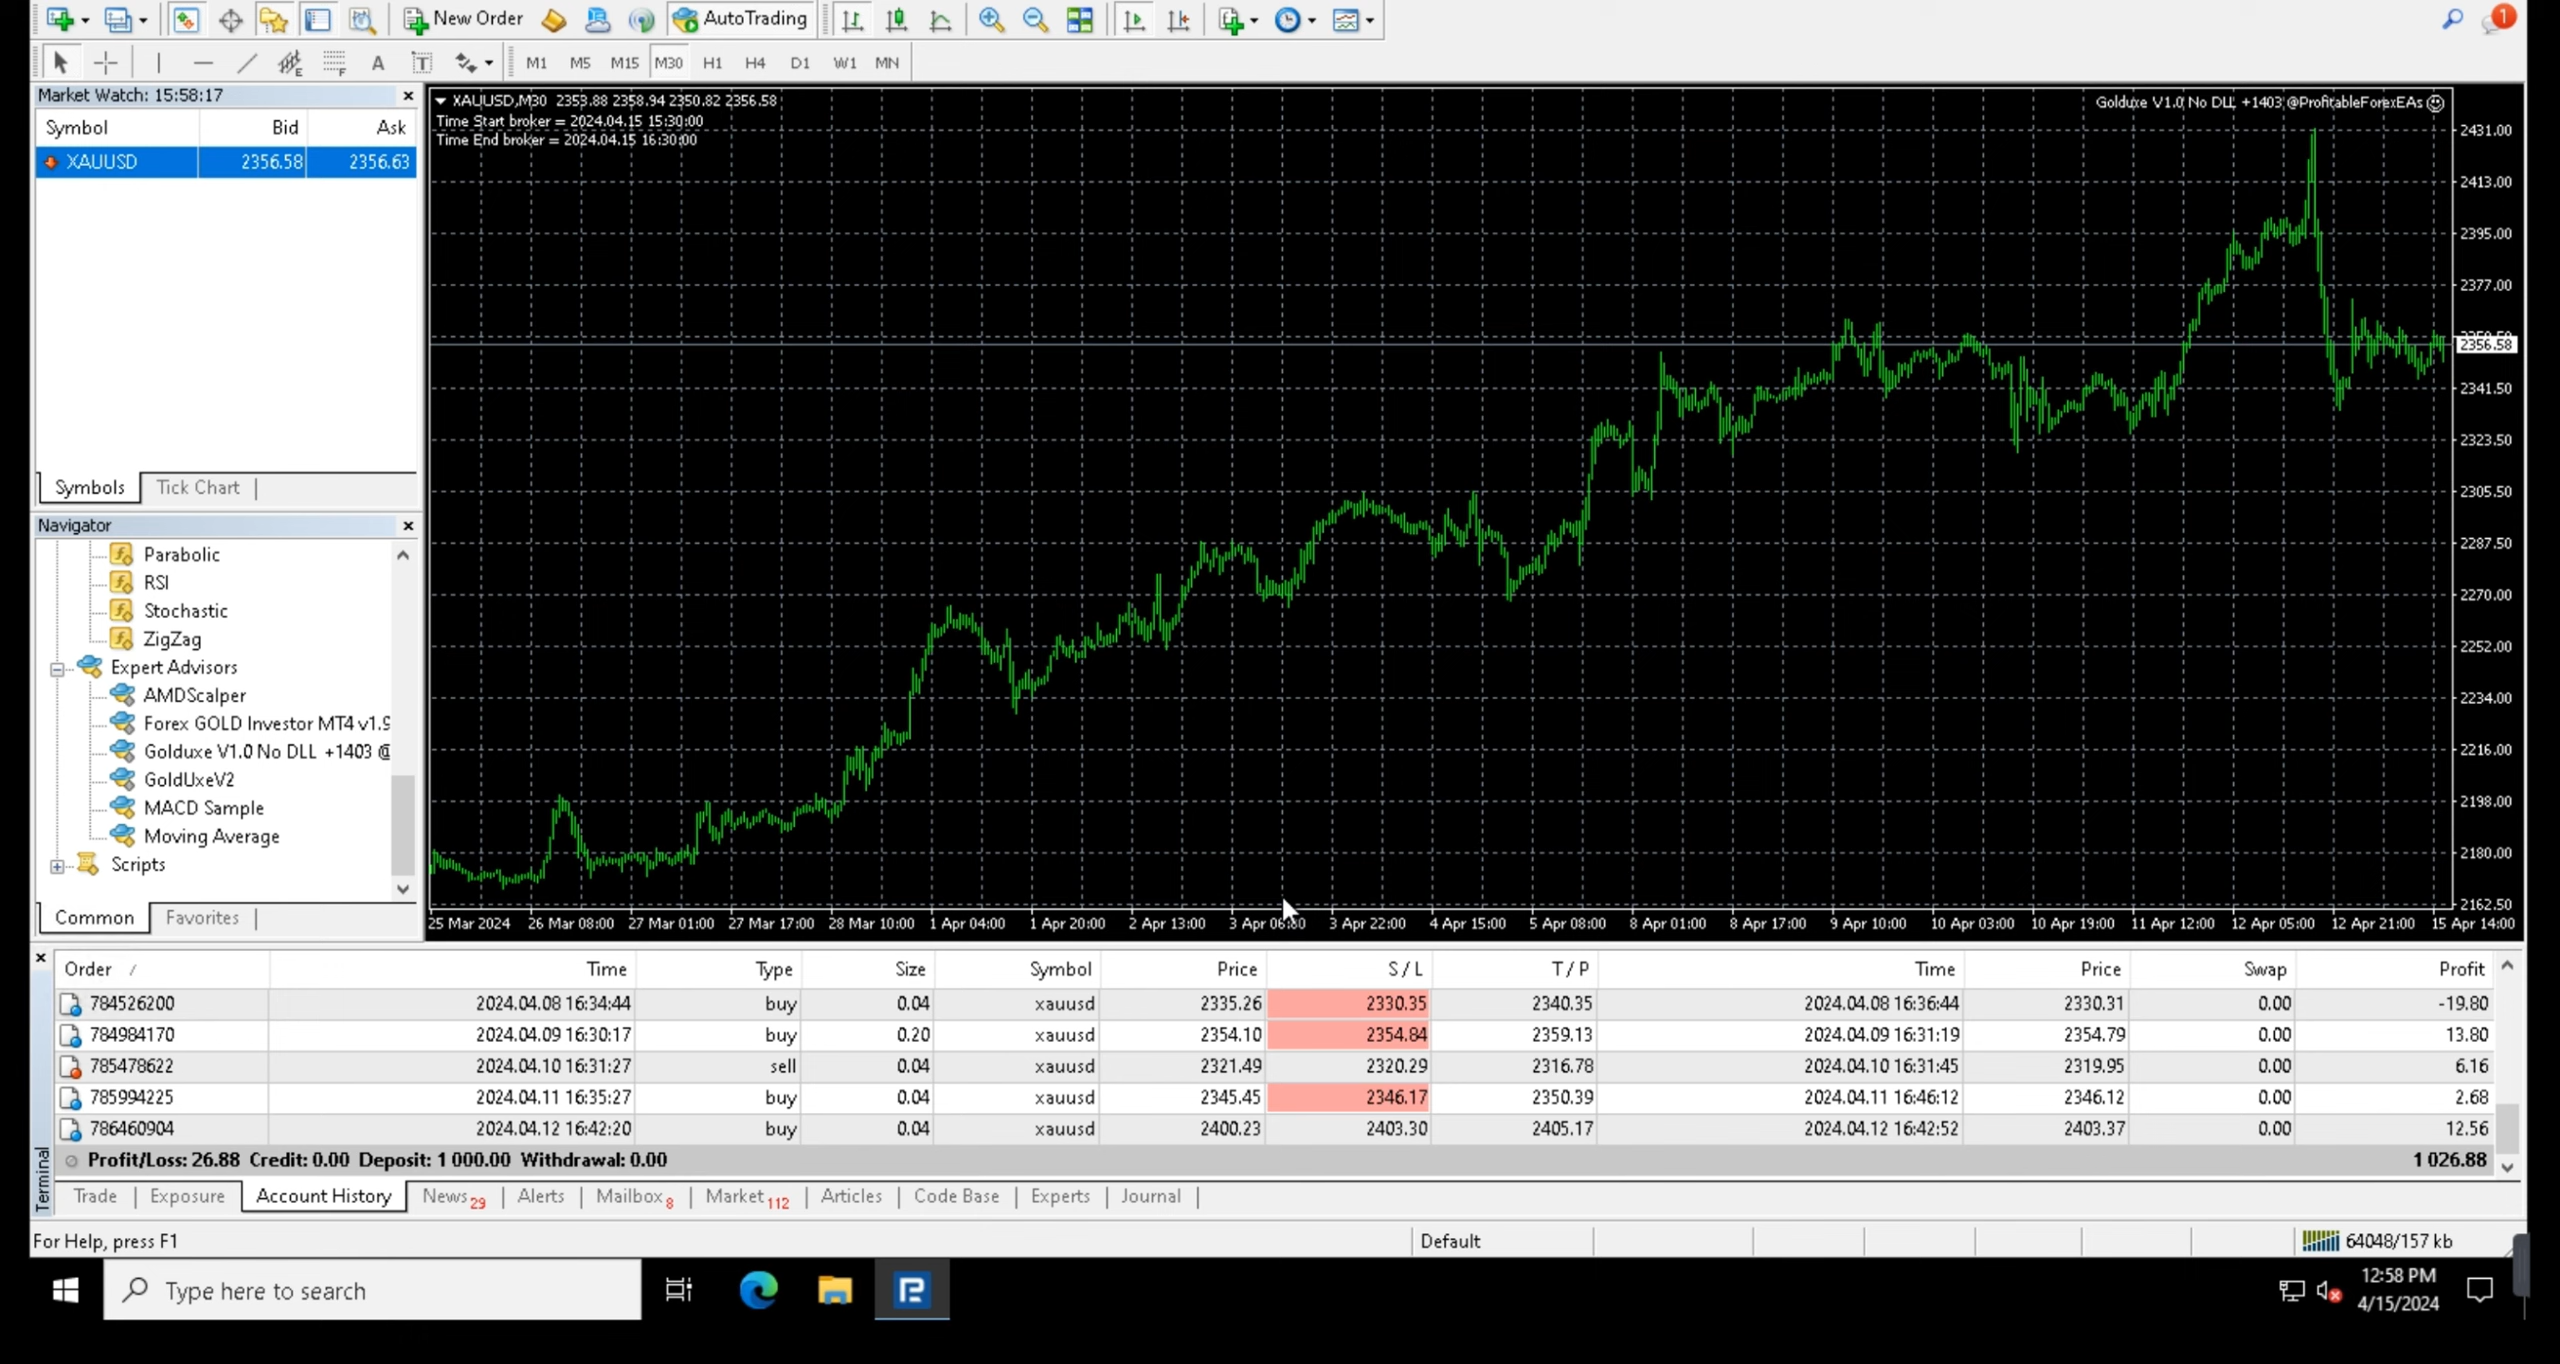 New Order AutoTrading
E F A T M1 M5 M15 M30 H1 H4 D1 W1 MN
1
Market Watch: 15:58:17
Symbol Bid Ask
XAUUSD 2356.58 2356.63
Symbols Tick Chart
Navigator
Parabolic
RSI
Stochastic
ZigZag
Expert Advisors
AMDScalper
Forex GOLD Investor MT4 v1.9
Golduxe V1.0 No DLL +1403 @
GoldUxeV2
MACD Sample
Moving Average
Scripts
Common Favorites
XAUUSD,M30 2353.88 2358.94 2350.82 2356.58
Time Start broker = 2024.04.15 15:30:00
Time End broker = 2024.04.15 16:30:00
Golduxe V1.0 No DLL +1403 @ProfitableForexEAs
2431.00
2413.00
2395.00
2377.00
2356.58
2341.50
2323.50
2305.50
2287.50
2270.00
2252.00
2234.00
2216.00
2198.00
2180.00
2162.50
25 Mar 2024 26 Mar 08:00 27 Mar 01:00 27 Mar 17:00 28 Mar 10:00 1 Apr 04:00 1 Apr 20:00 2 Apr 13:00 3 Apr 06:30 3 Apr 22:00 4 Apr 15:00 5 Apr 08:00 8 Apr 01:00 8 Apr 17:00 9 Apr 10:00 10 Apr 03:00 10 Apr 19:00 11 Apr 12:00 12 Apr 05:00 12 Apr 21:00 15 Apr 14:00
Order / Time Type Size Symbol Price S / L T / P Time Price Swap Profit
784526200 2024.04.08 16:34:44 buy 0.04 xauusd 2335.26 2330.35 2340.35 2024.04.08 16:36:44 2330.31 0.00 -19.80
784984170 2024.04.09 16:30:17 buy 0.20 xauusd 2354.10 2354.84 2359.13 2024.04.09 16:31:19 2354.79 0.00 13.80
785478622 2024.04.10 16:31:27 sell 0.04 xauusd 2321.49 2320.29 2316.78 2024.04.10 16:31:45 2319.95 0.00 6.16
785994225 2024.04.11 16:35:27 buy 0.04 xauusd 2345.45 2346.17 2350.39 2024.04.11 16:46:12 2346.12 0.00 2.68
786460904 2024.04.12 16:42:20 buy 0.04 xauusd 2400.23 2403.30 2405.17 2024.04.12 16:42:52 2403.37 0.00 12.56
Profit/Loss: 26.88 Credit: 0.00 Deposit: 1 000.00 Withdrawal: 0.00 1 026.88
Terminal
Trade Exposure Account History News 29 Alerts Mailbox 8 Market 112 Articles Code Base Experts Journal
For Help, press F1 Default 64048/157 kb
Type here to search
12:58 PM
4/15/2024